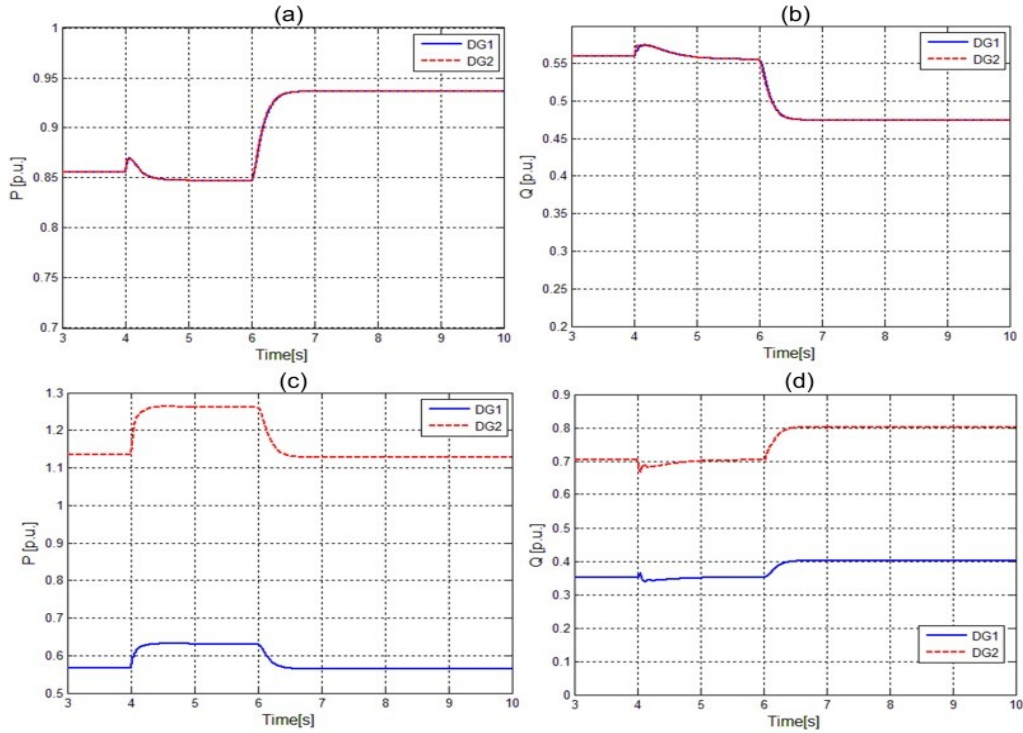 (a)
1
0.95
0.9
0.85
0.8
0.75
0.7
P [p.u.]
DG1
DG2
3 4 5 6 7 8 9 10
Time[s]
(b)
0.55
0.5
0.45
0.4
0.35
0.3
0.25
0.2
Q [p.u.]
DG1
DG2
3 4 5 6 7 8 9 10
Time[s]
(c)
1.3
1.2
1.1
1
0.9
0.8
0.7
0.6
0.5
P [p.u.]
DG1
DG2
3 4 5 6 7 8 9 10
Time[s]
(d)
0.9
0.8
0.7
0.6
0.5
0.4
0.3
0.2
0.1
0
Q [p.u.]
DG1
DG2
3 4 5 6 7 8 9 10
Time[s]